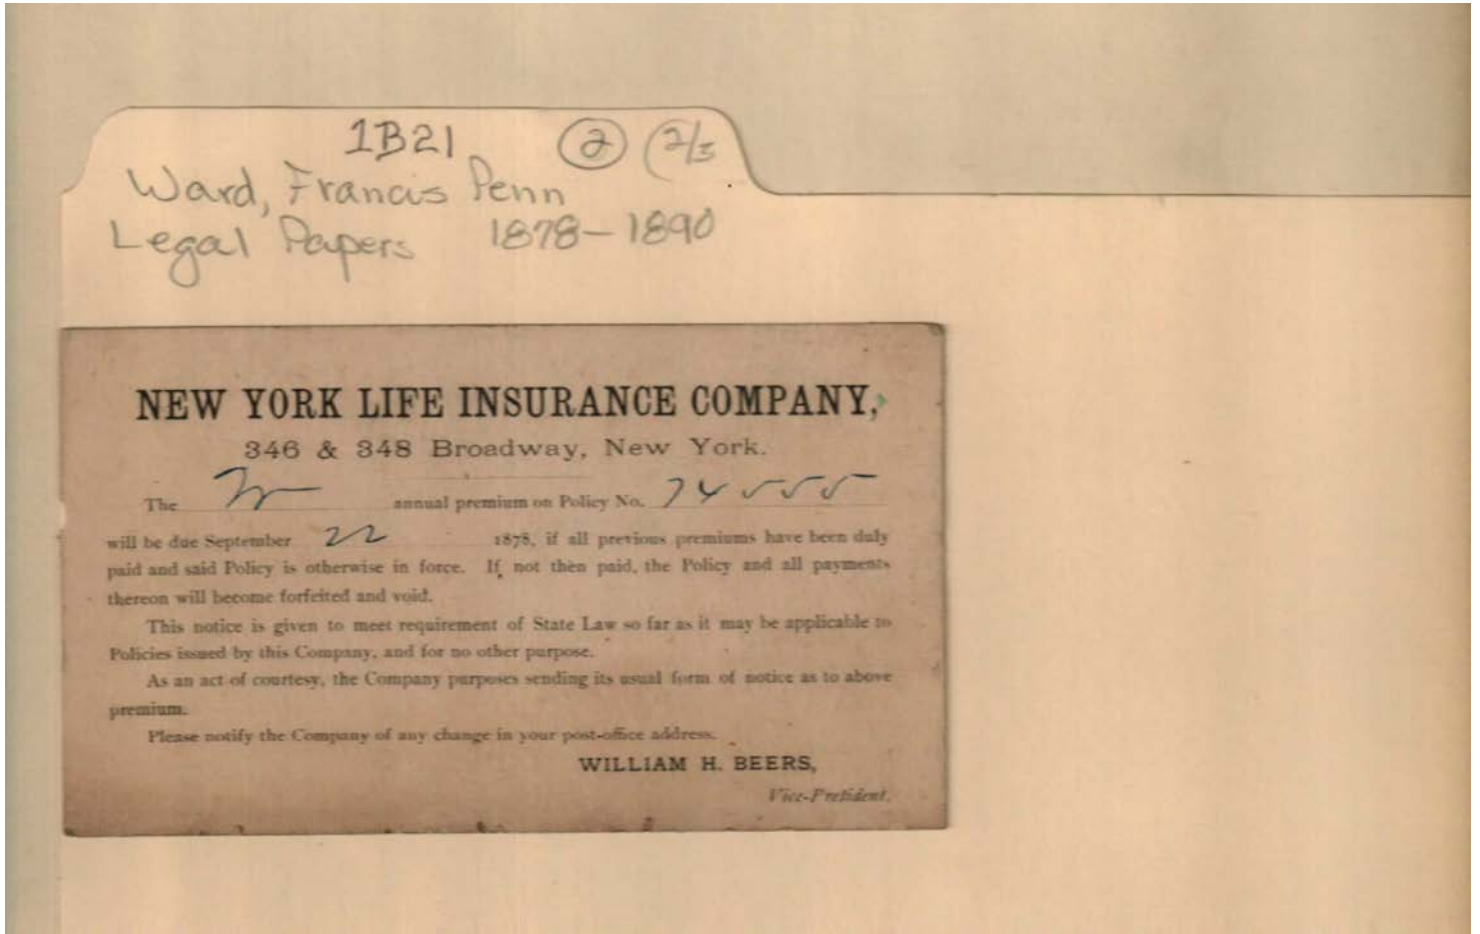 1B21 2 (2/3
Ward, Francis Penn
Legal Papers 1878-1890
NEW YORK LIFE INSURANCE COMPANY,
346 & 348 Broadway, New York.
The annual premium on Policy No. 74555
will be due September 22 1878, if all previous premiums have been duly
paid and said Policy is otherwise in force. If not then paid, the Policy and all payments
thereon will become forfeited and void.
This notice is given to meet requirement of State Law so far as it may be applicable to
Policies issued by this Company, and for no other purpose.
As an act of courtesy, the Company purposes sending its usual form of notice as to above
premium.
Please notify the Company of any change in your post-office address.
WILLIAM H. BEERS,
Vice-President.